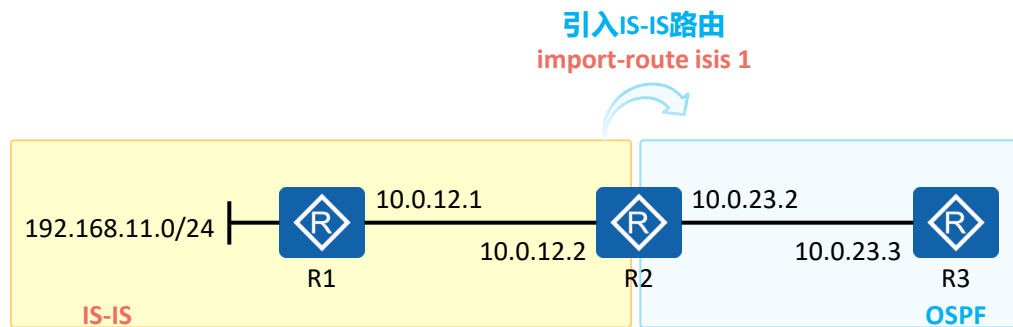 引入IS-IS路由
import-route isis 1
10.0.12.1
10.0.23.2
192.168.11.0/24
R
R
R
10.0.12.2
10.0.23.3
R1
R2
R3
IS-IS
OSPF